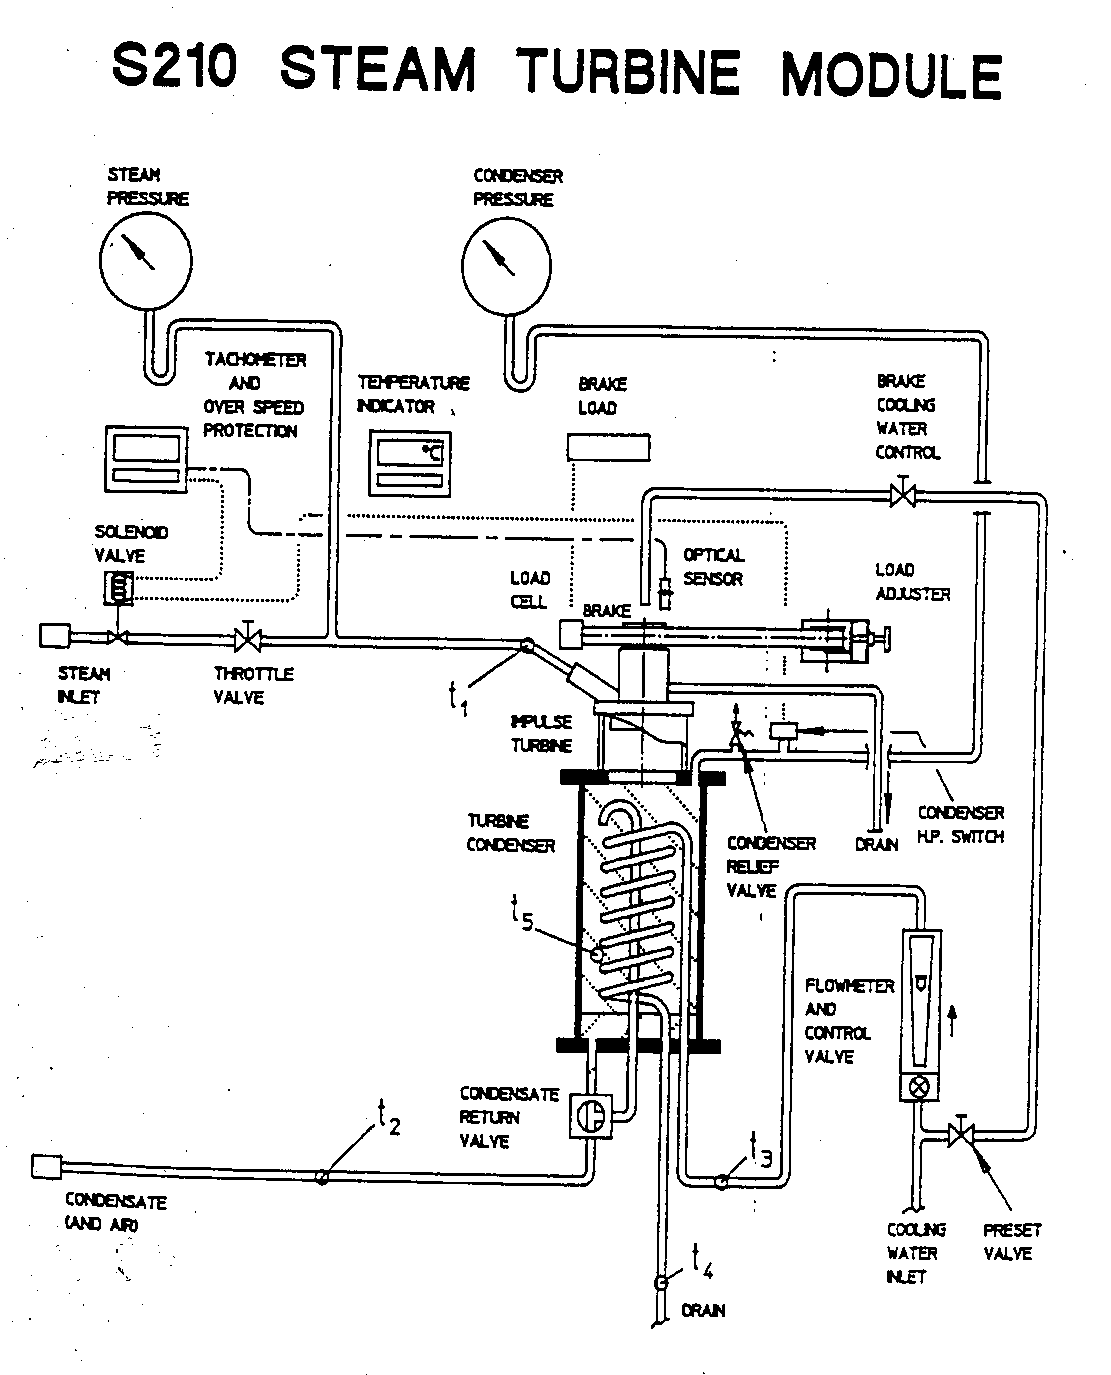 S210 STEAM TURBINE MODULE
STEAM
PRESSURE
CONDENSER
PRESSURE
TACHOMETER
AND
OVER SPEED
PROTECTION
TEMPERATURE
INDICATOR
°C
BRAKE
LOAD
BRAKE
COOLING
WATER
CONTROL
SOLENOID
VALVE
OPTICAL
SENSOR
LOAD
CELL
BRAKE
LOAD
ADJUSTER
STEAM
INLET
THROTTLE
VALVE
t1
IMPULSE
TURBINE
TURBINE
CONDENSER
CONDENSER
RELIEF
VALVE
DRAIN
CONDENSER
H.P. SWITCH
t5
FLOWMETER
AND
CONTROL
VALVE
CONDENSATE
RETURN
VALVE
t2
t3
CONDENSATE
(AND AIR)
COOLING
WATER
INLET
PRESET
VALVE
t4
DRAIN